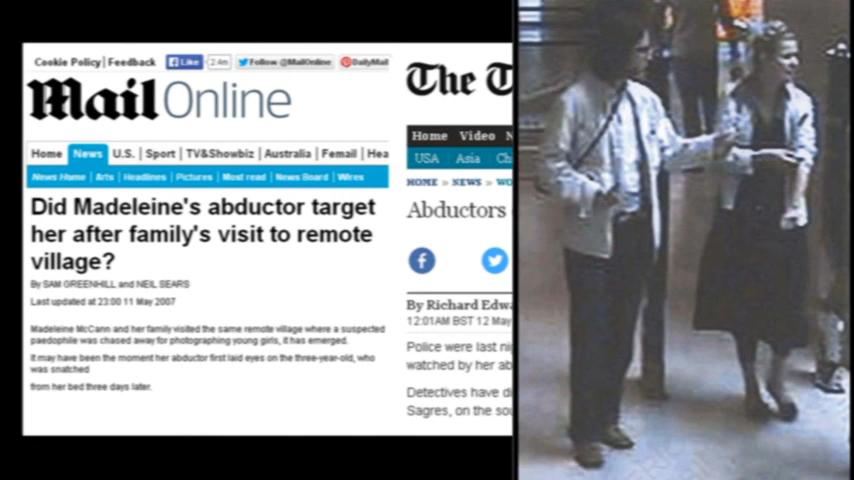 Cookie Policy | Feedback
Like 2.4m
Follow @MailOnline
DailyMail
Mail Online
Home News U.S. | Sport | TV&Showbiz | Australia | Femail | Hea
News Home | Arts | Headlines | Pictures | Most read | News Board | Wires
Did Madeleine's abductor target
her after family's visit to remote
village?
By SAM GREENHILL and NEIL SEARS
Last updated at 23:00 11 May 2007
Madeleine McCann and her family visited the same remote village where a suspected
paedophile was chased away for photographing young girls, it has emerged.
It may have been the moment her abductor first laid eyes on the three-year-old, who
was snatched
from her bed three days later.
The T
Home Video N
USA Asia Ch
HOME » NEWS » WO
Abductors
By Richard Edwa
12:01AM BST 12 May
Police were last nig
watched by her ab
Detectives have di
Sagres, on the sou